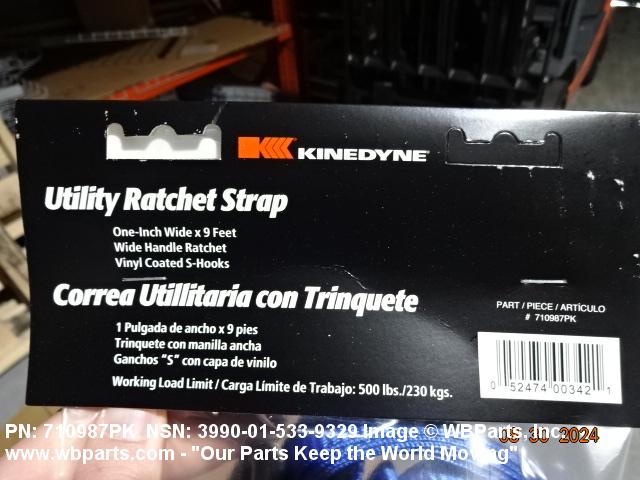 KINEDYNE
Utility Ratchet Strap
One-Inch Wide x 9 Feet
Wide Handle Ratchet
Vinyl Coated S-Hooks
Correa Utillitaria con Trinquete
1 Pulgada de ancho x 9 pies
Trinquete con manilla ancha
Ganchos "S" con capa de vinilo
Working Load Limit / Carga Límite de Trabajo: 500 lbs./230 kgs.
PART / PIECE / ARTÍCULO
# 710987PK
0 52474 00342 1
PN: 710987PK NSN: 3990-01-533-9329 Image © WBParts, Inc
05 30 2024
www.wbparts.com - "Our Parts Keep the World Moving"